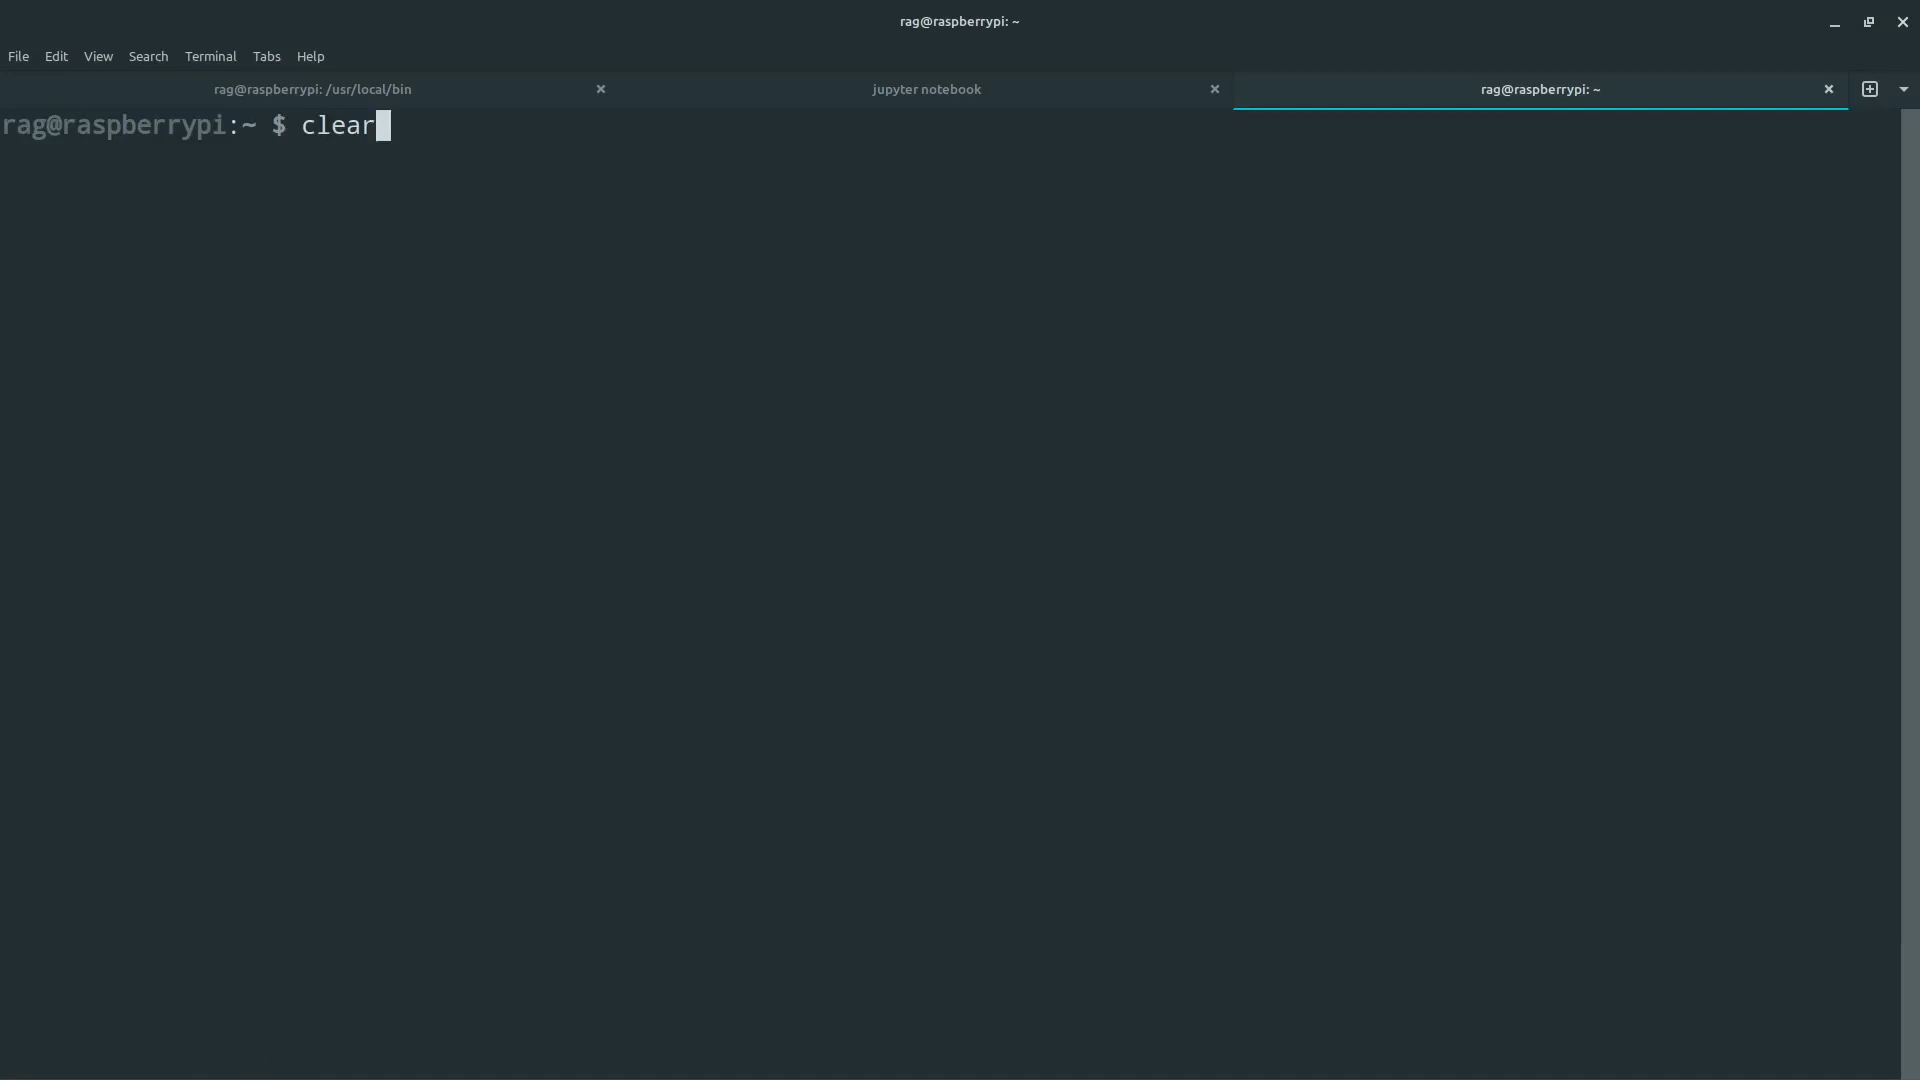 rag@raspberrypi: ~
File Edit View Search Terminal Tabs Help
rag@raspberrypi: /usr/local/bin jupyter notebook rag@raspberrypi: ~
rag@raspberrypi:~ $ clear